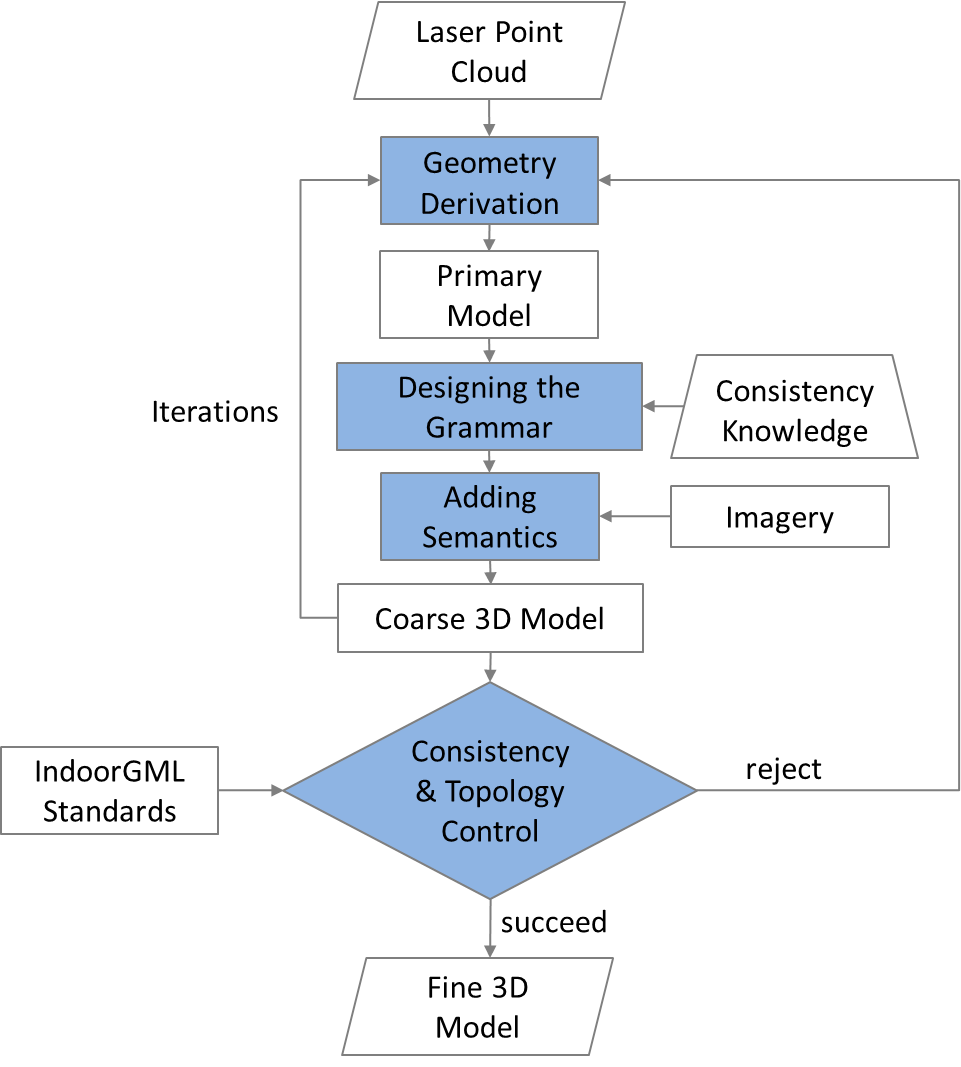 Laser Point
Cloud
Geometry
Derivation
Primary
Model
Designing the
Grammar
Consistency
Knowledge
Iterations
Adding
Semantics
Imagery
Coarse 3D Model
Consistency
& Topology
Control
IndoorGML
Standards
reject
succeed
Fine 3D
Model